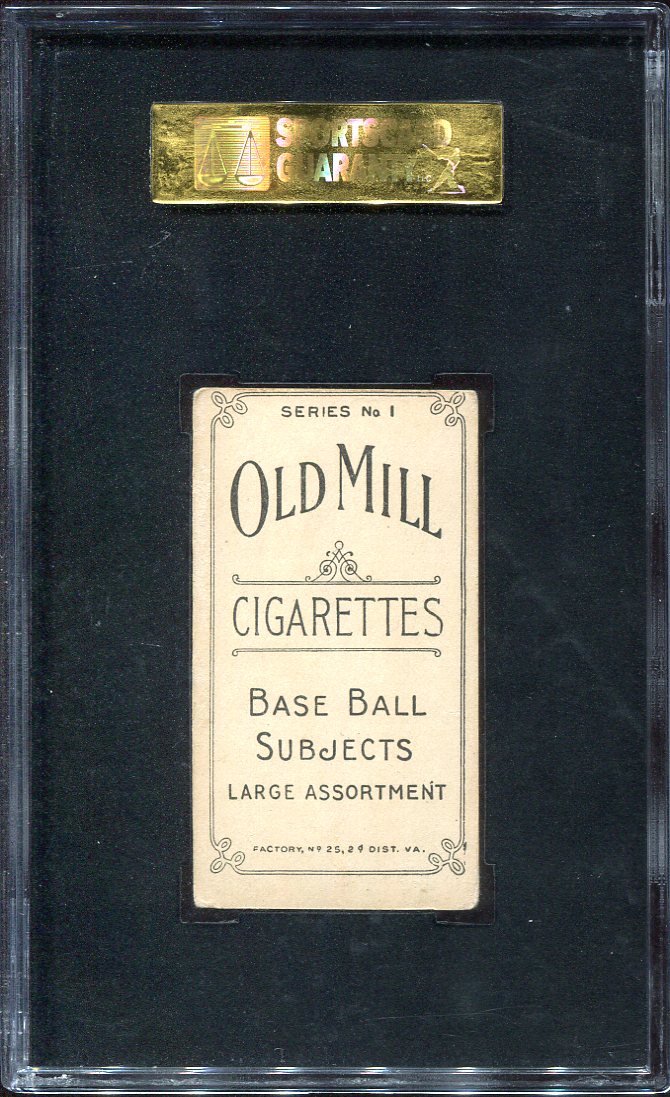 SPORTSCARD
GUARANTY LLC
SERIES No 1
OLD MILL
CIGARETTES
BASE BALL
SUBJECTS
LARGE ASSORTMENT
FACTORY, Nº 25, 2ᵈ DIST. VA.